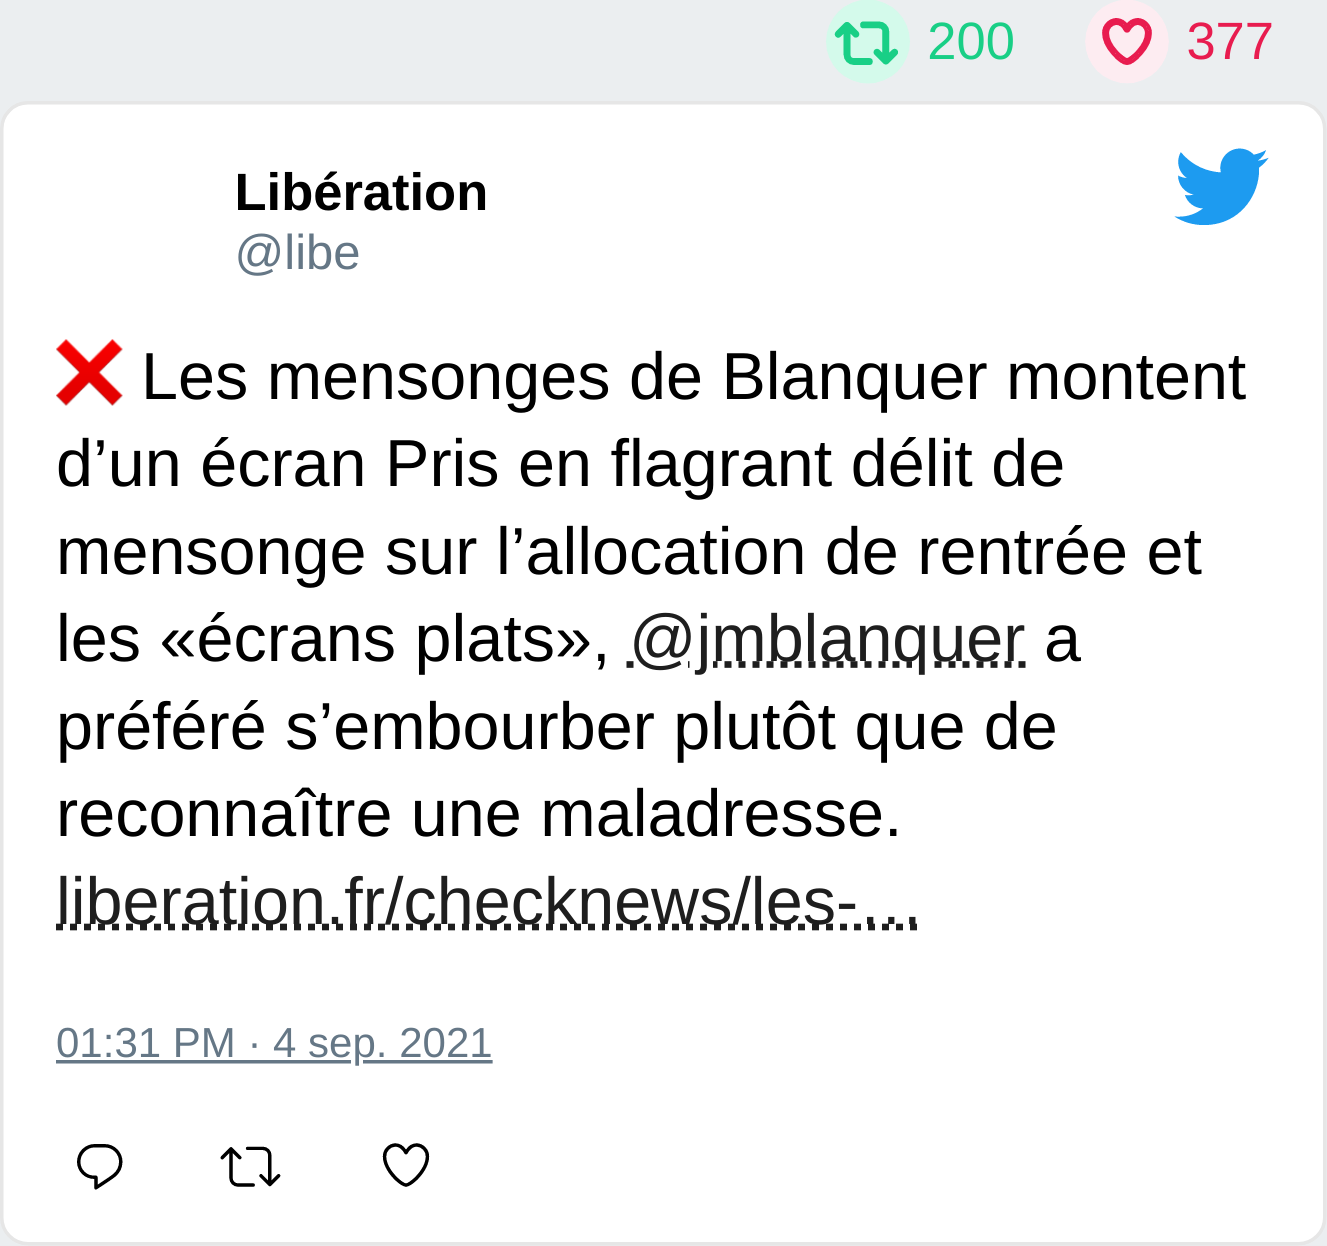 200 377
Libération
@libe
❌ Les mensonges de Blanquer montent
d’un écran Pris en flagrant délit de
mensonge sur l’allocation de rentrée et
les «écrans plats», @jmblanquer a
préféré s’embourber plutôt que de
reconnaître une maladresse.
liberation.fr/checknews/les-…
01:31 PM · 4 sep. 2021